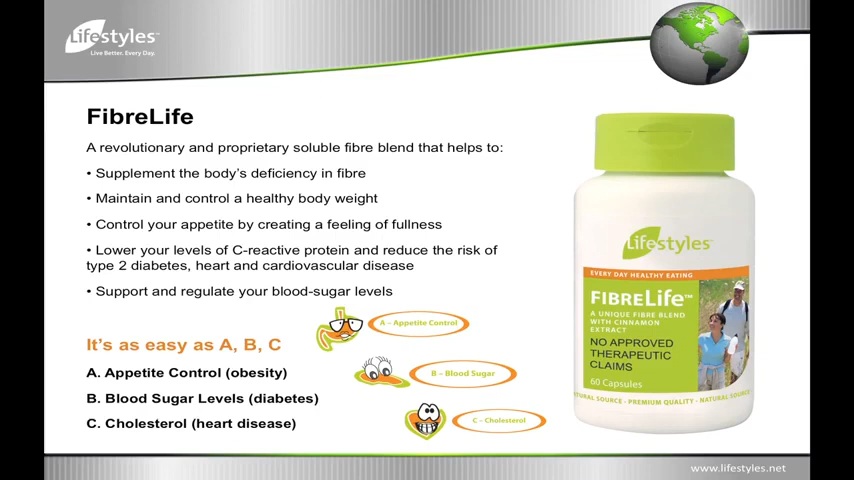 Lifestyles™
Live Better. Every Day.
FibreLife
A revolutionary and proprietary soluble fibre blend that helps to:
• Supplement the body's deficiency in fibre
• Maintain and control a healthy body weight
• Control your appetite by creating a feeling of fullness
• Lower your levels of C-reactive protein and reduce the risk of
type 2 diabetes, heart and cardiovascular disease
• Support and regulate your blood-sugar levels
It's as easy as A, B, C
A. Appetite Control (obesity)
B. Blood Sugar Levels (diabetes)
C. Cholesterol (heart disease)
A – Appetite Control
B – Blood Sugar
C – Cholesterol
Lifestyles™
EVERY DAY HEALTHY EATING
FIBRELIFE™
A UNIQUE FIBRE BLEND
WITH CINNAMON
EXTRACT
NO APPROVED
THERAPEUTIC
CLAIMS
60 Capsules
TURAL SOURCE - PREMIUM QUALITY - NATURAL SOURC
www.lifestyles.net